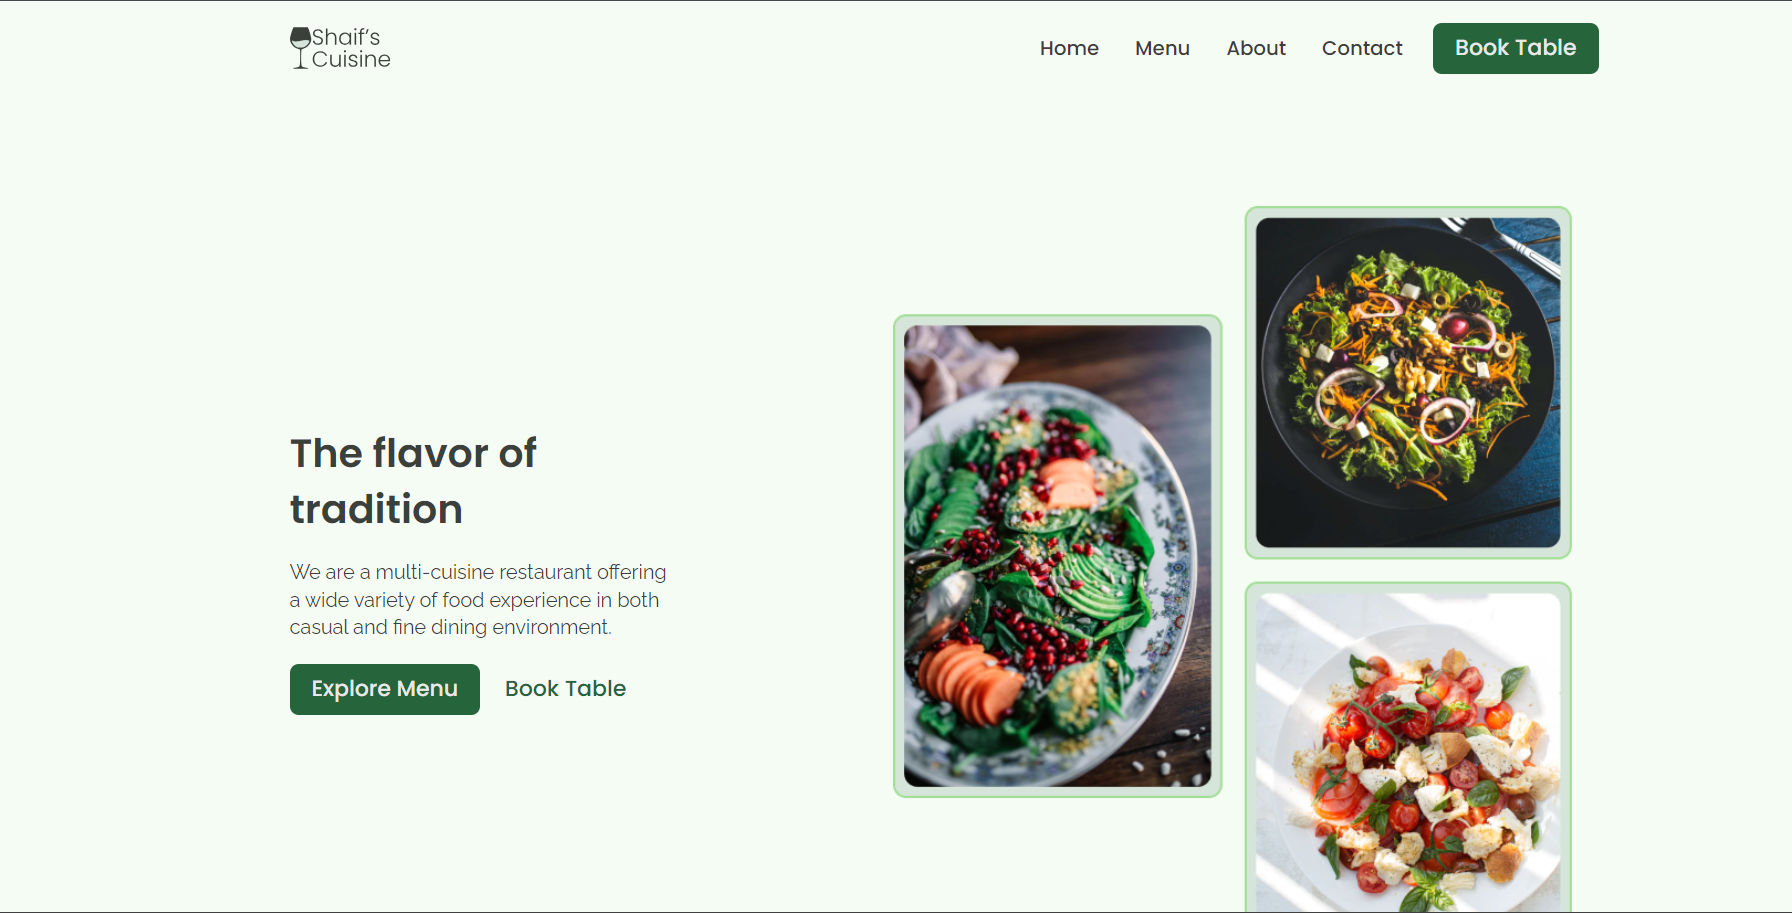 Shaif's
Cuisine
Home Menu About Contact Book Table
The flavor of
tradition
We are a multi-cuisine restaurant offering
a wide variety of food experience in both
casual and fine dining environment.
Explore Menu Book Table